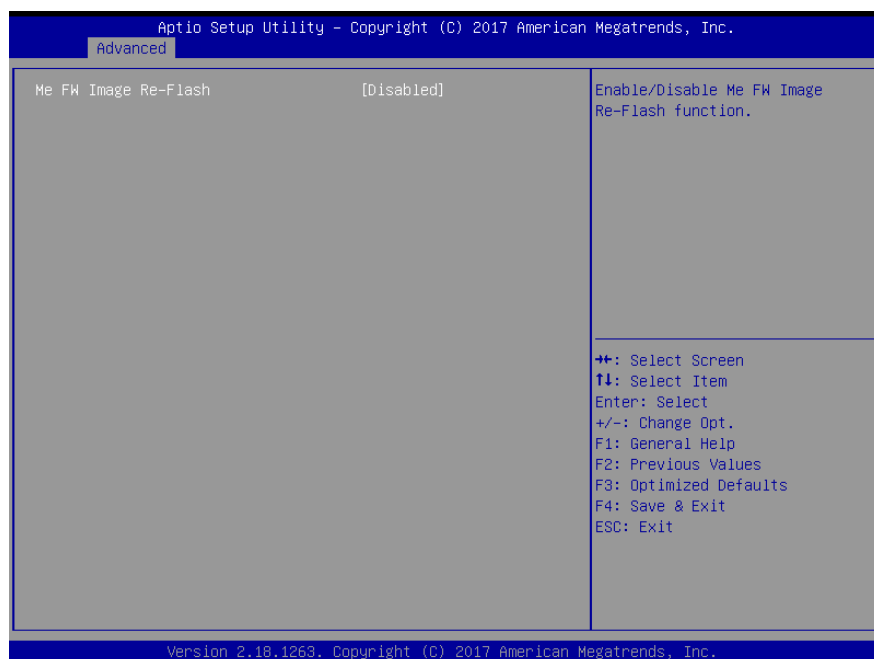 Aptio Setup Utility – Copyright (C) 2017 American Megatrends, Inc.
Advanced
Me FW Image Re-Flash [Disabled]
Enable/Disable Me FW Image
Re-Flash function.
→←: Select Screen
↑↓: Select Item
Enter: Select
+/-: Change Opt.
F1: General Help
F2: Previous Values
F3: Optimized Defaults
F4: Save & Exit
ESC: Exit
Version 2.18.1263. Copyright (C) 2017 American Megatrends, Inc.